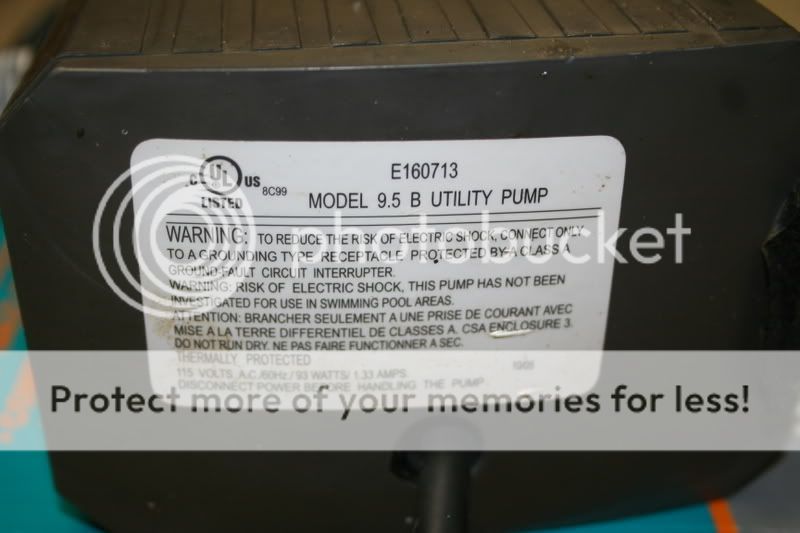 C UL US
LISTED
8C99
E160713
MODEL 9.5 B UTILITY PUMP
WARNING: TO REDUCE THE RISK OF ELECTRIC SHOCK, CONNECT ONLY
TO A GROUNDING TYPE RECEPTACLE PROTECTED BY A CLASS A
GROUND-FAULT CIRCUIT INTERRUPTER.
WARNING: RISK OF ELECTRIC SHOCK, THIS PUMP HAS NOT BEEN
INVESTIGATED FOR USE IN SWIMMING POOL AREAS.
ATTENTION: BRANCHER SEULEMENT A UNE PRISE DE COURANT AVEC
MISE A LA TERRE DIFFERENTIEL DE CLASSES A. CSA ENCLOSURE 3.
DO NOT RUN DRY. NE PAS FAIRE FUNCTIONNER A SEC.
THERMALLY PROTECTED
115 VOLTS A.C./60Hz / 93 WATTS/ 1.33 AMPS.
DISCONNECT POWER BEFORE HANDLING THE PUMP
photobucket
Protect more of your memories for less!